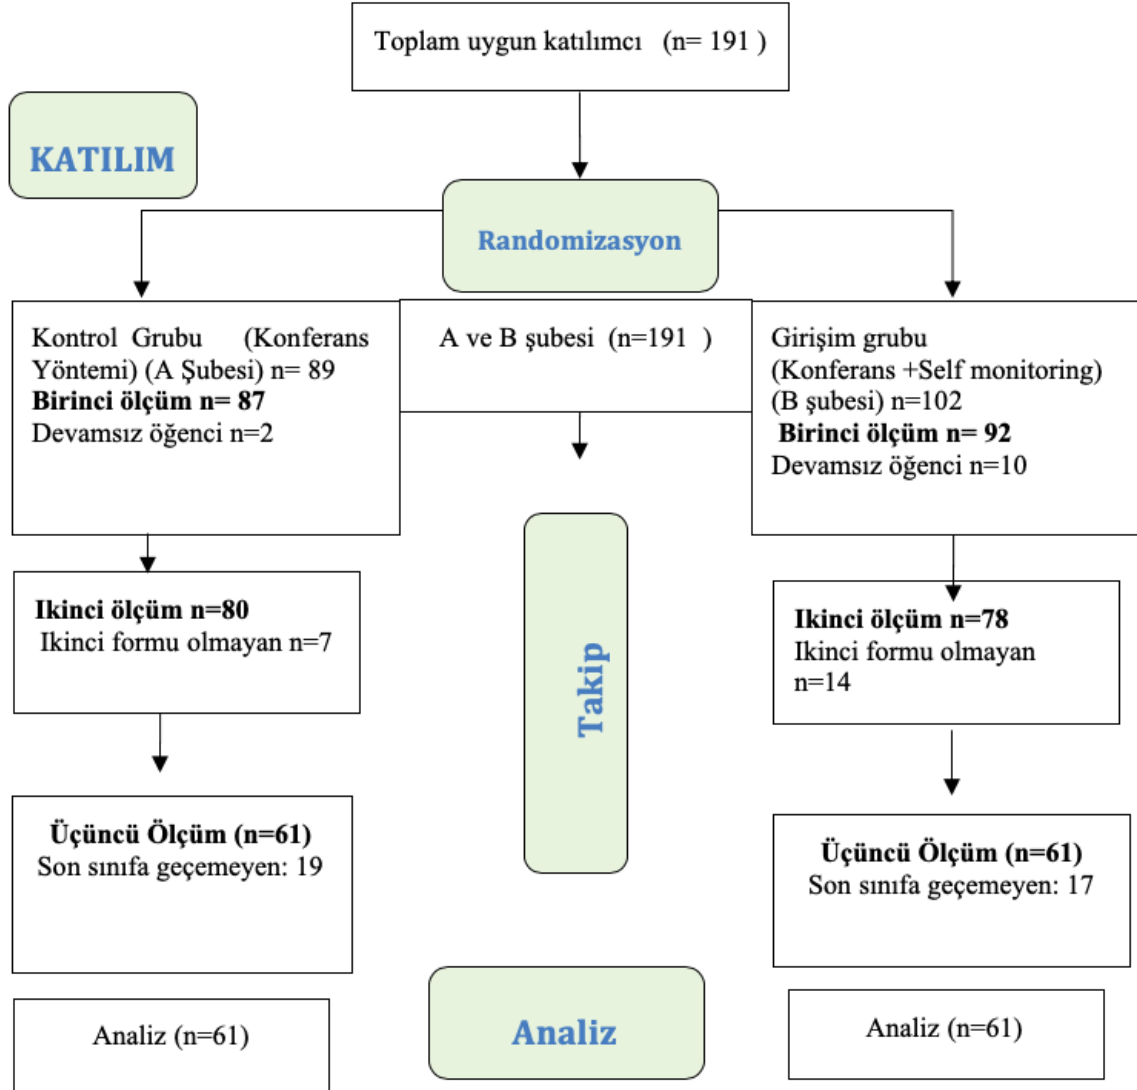 Toplam uygun katılımcı (n= 191 )
KATILIM
Randomizasyon
Kontrol Grubu (Konferans
Yöntemi) (A Şubesi) n= 89
Birinci ölçüm n= 87
Devamsız öğenci n=2
A ve B şubesi (n=191 )
Girişim grubu
(Konferans +Self monitoring)
(B şubesi) n=102
Birinci ölçüm n= 92
Devamsız öğenci n=10
Ikinci ölçüm n=80
Ikinci formu olmayan n=7
Takip
Ikinci ölçüm n=78
Ikinci formu olmayan
n=14
Üçüncü Ölçüm (n=61)
Son sınıfa geçemeyen: 19
Üçüncü Ölçüm (n=61)
Son sınıfa geçemeyen: 17
Analiz (n=61)
Analiz
Analiz (n=61)